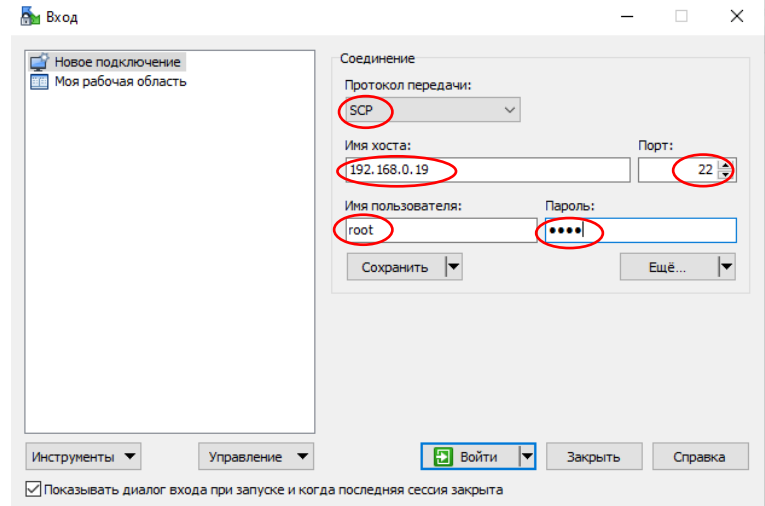 Вход
Новое подключение
Моя рабочая область
Соединение
Протокол передачи:
SCP
Имя хоста: Порт:
192.168.0.19 22
Имя пользователя: Пароль:
root ••••
Сохранить Ещё...
Инструменты Управление Войти Закрыть Справка
Показывать диалог входа при запуске и когда последняя сессия закрыта